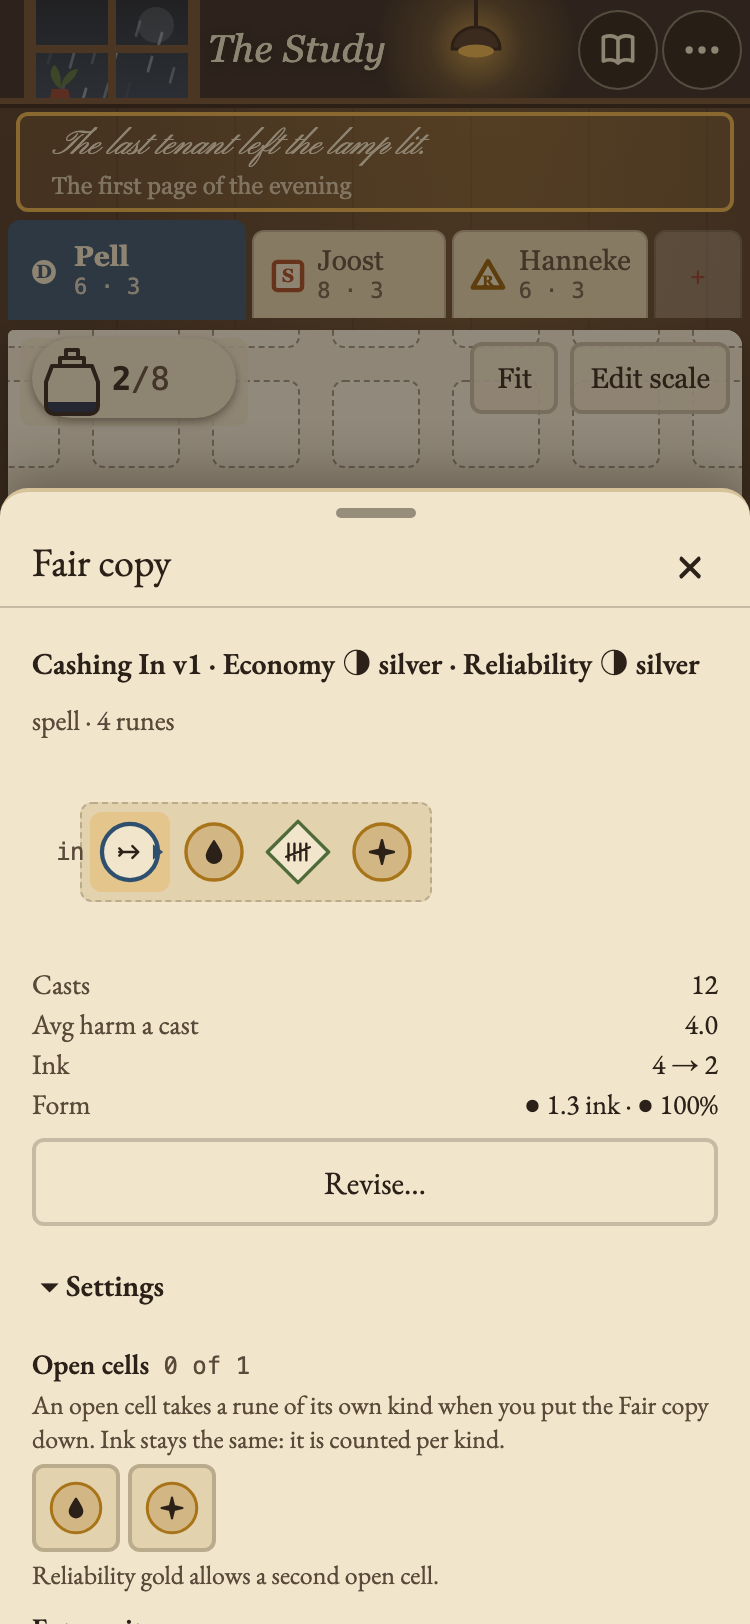 The Study
The last tenant left the lamp lit.
The first page of the evening
D Pell
6 · 3
S Joost
8 · 3
R Hanneke
6 · 3
+
2/8
Fit
Edit scale
Fair copy
Cashing In v1 · Economy ◑ silver · Reliability ◑ silver
spell · 4 runes
in
Casts 12
Avg harm a cast 4.0
Ink 4 → 2
Form ● 1.3 ink · ● 100%
Revise...
Settings
Open cells 0 of 1
An open cell takes a rune of its own kind when you put the Fair copy
down. Ink stays the same: it is counted per kind.
Reliability gold allows a second open cell.